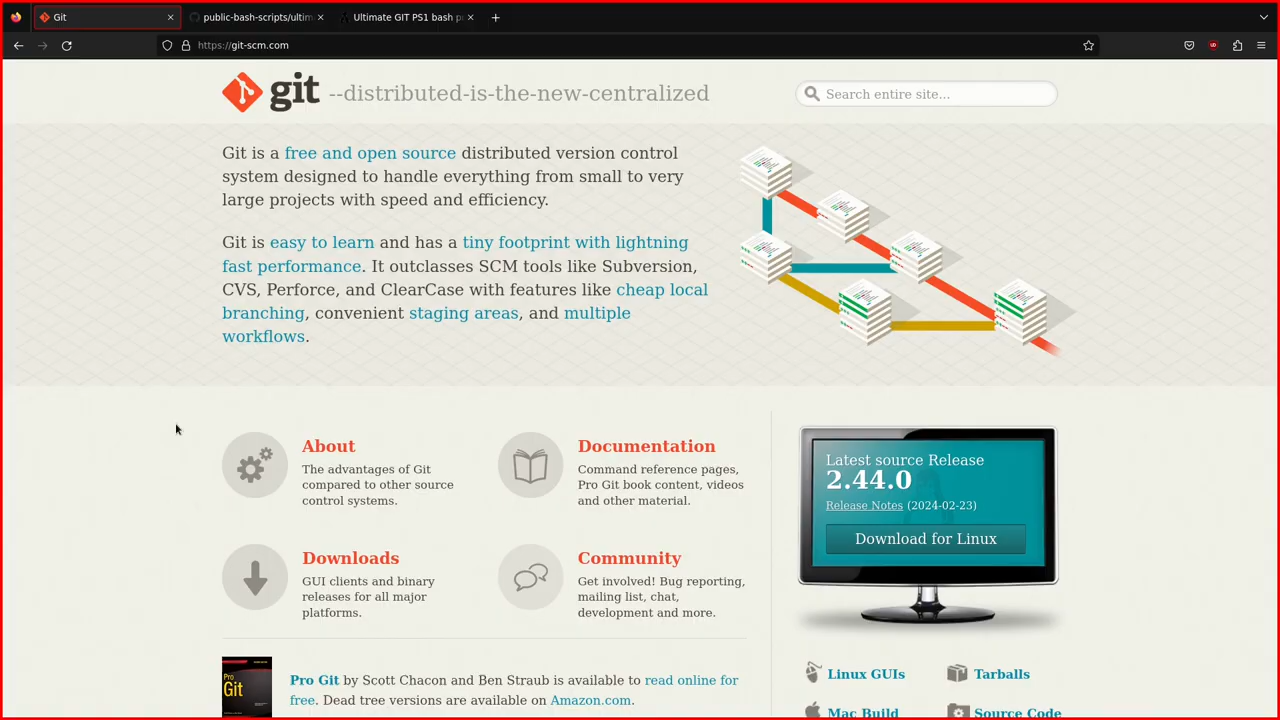 Git
public-bash-scripts/ultim
Ultimate GIT PS1 bash p
https://git-scm.com
git --distributed-is-the-new-centralized
Search entire site...
Git is a free and open source distributed version control
system designed to handle everything from small to very
large projects with speed and efficiency.
Git is easy to learn and has a tiny footprint with lightning
fast performance. It outclasses SCM tools like Subversion,
CVS, Perforce, and ClearCase with features like cheap local
branching, convenient staging areas, and multiple
workflows.
About
The advantages of Git
compared to other source
control systems.
Documentation
Command reference pages,
Pro Git book content, videos
and other material.
Downloads
GUI clients and binary
releases for all major
platforms.
Community
Get involved! Bug reporting,
mailing list, chat,
development and more.
Latest source Release
2.44.0
Release Notes (2024-02-23)
Download for Linux
Pro
Git
Pro Git by Scott Chacon and Ben Straub is available to read online for
free. Dead tree versions are available on Amazon.com.
Linux GUIs
Tarballs
Mac Build
Source Code